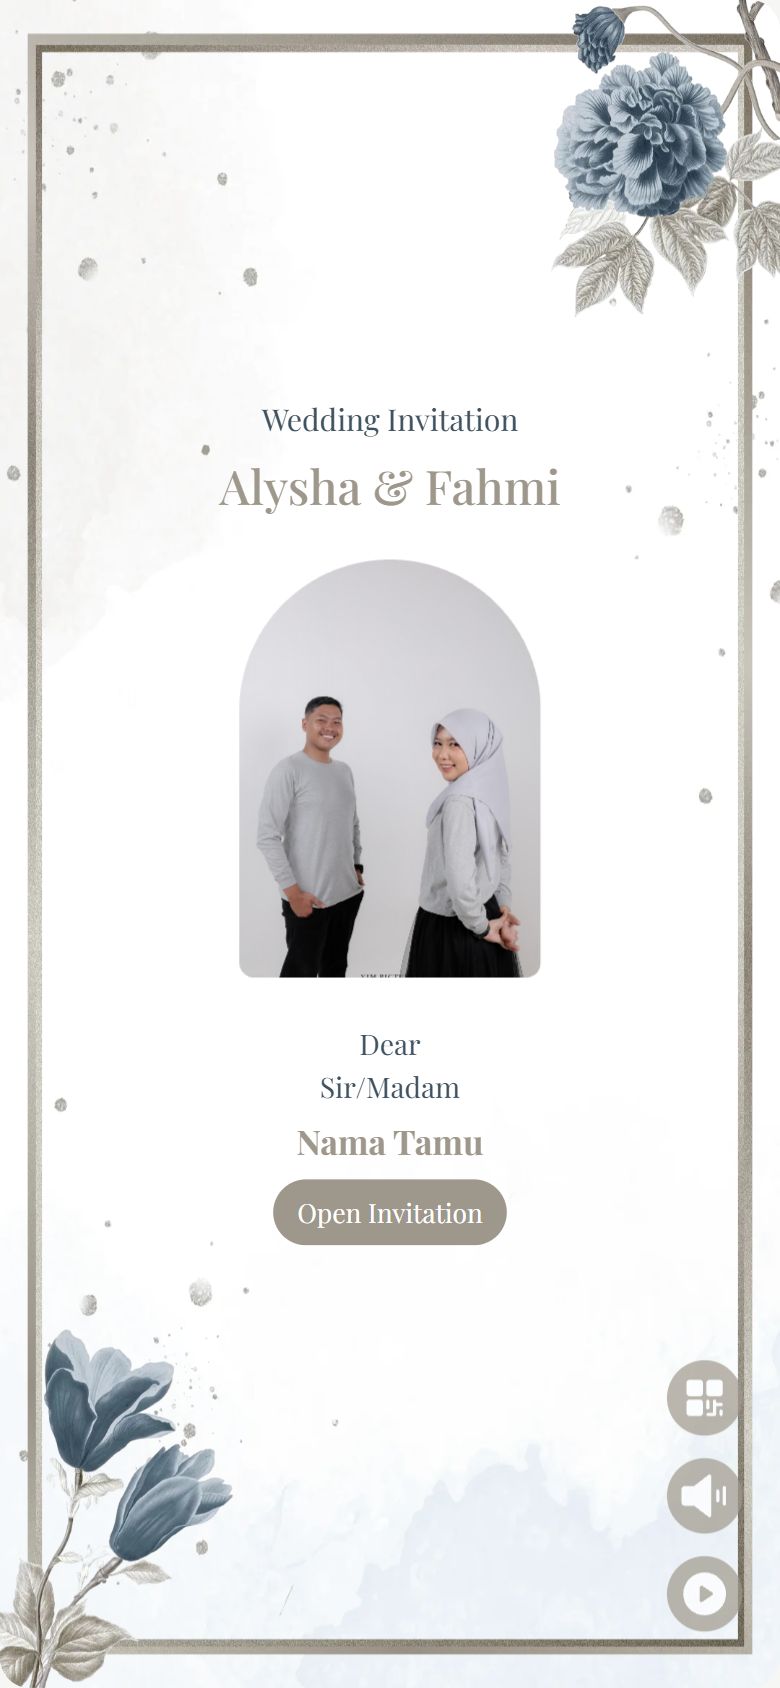 Wedding Invitation
Alysha & Fahmi
Dear
Sir/Madam
Nama Tamu
Open Invitation